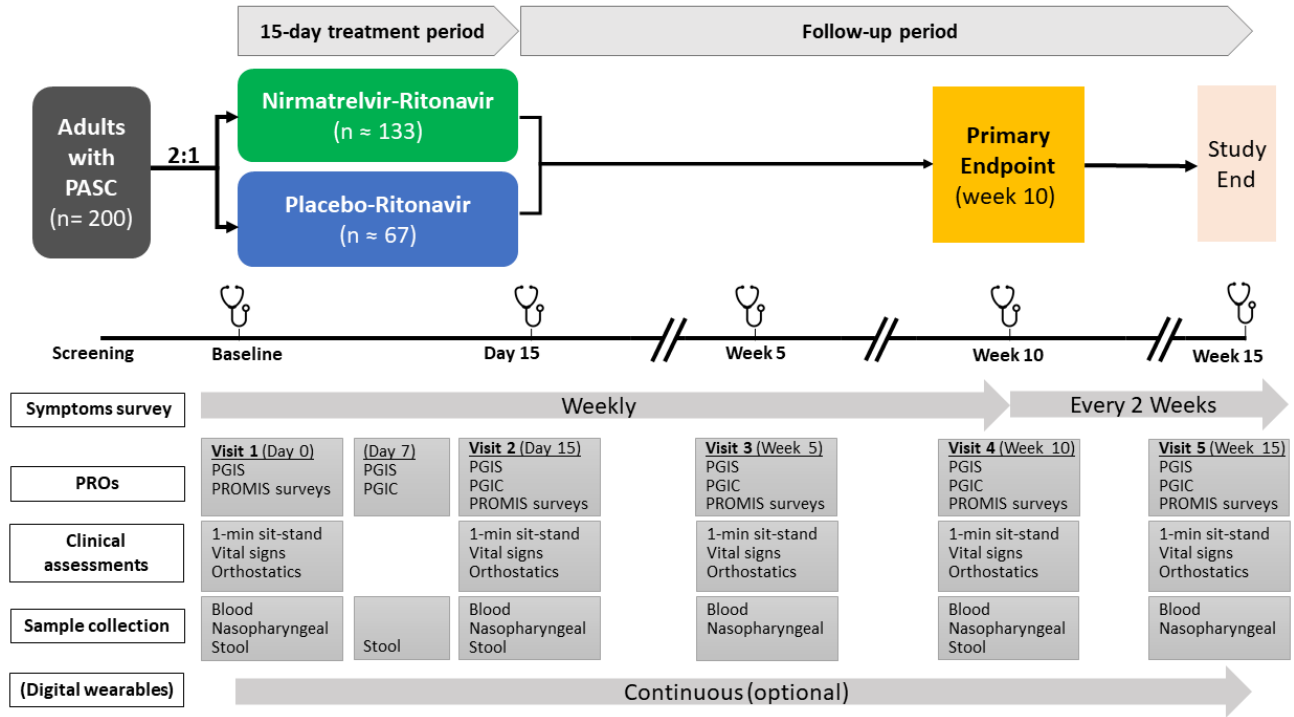 15-day treatment period
Follow-up period
Adults
with
PASC
(n= 200)
2:1
Nirmatrelvir-Ritonavir
(n ≈ 133)
Placebo-Ritonavir
(n ≈ 67)
Primary
Endpoint
(week 10)
Study
End
Screening
Baseline
Day 15
Week 5
Week 10
Week 15
Symptoms survey
Weekly
Every 2 Weeks
PROs
Visit 1 (Day 0)
PGIS
PROMIS surveys
(Day 7)
PGIS
PGIC
Visit 2 (Day 15)
PGIS
PGIC
PROMIS surveys
Visit 3 (Week 5)
PGIS
PGIC
PROMIS surveys
Visit 4 (Week 10)
PGIS
PGIC
PROMIS surveys
Visit 5 (Week 15)
PGIS
PGIC
PROMIS surveys
Clinical
assessments
1-min sit-stand
Vital signs
Orthostatics
1-min sit-stand
Vital signs
Orthostatics
1-min sit-stand
Vital signs
Orthostatics
1-min sit-stand
Vital signs
Orthostatics
1-min sit-stand
Vital signs
Orthostatics
Sample collection
Blood
Nasopharyngeal
Stool
Stool
Blood
Nasopharyngeal
Stool
Blood
Nasopharyngeal
Blood
Nasopharyngeal
Stool
Blood
Nasopharyngeal
(Digital wearables)
Continuous (optional)